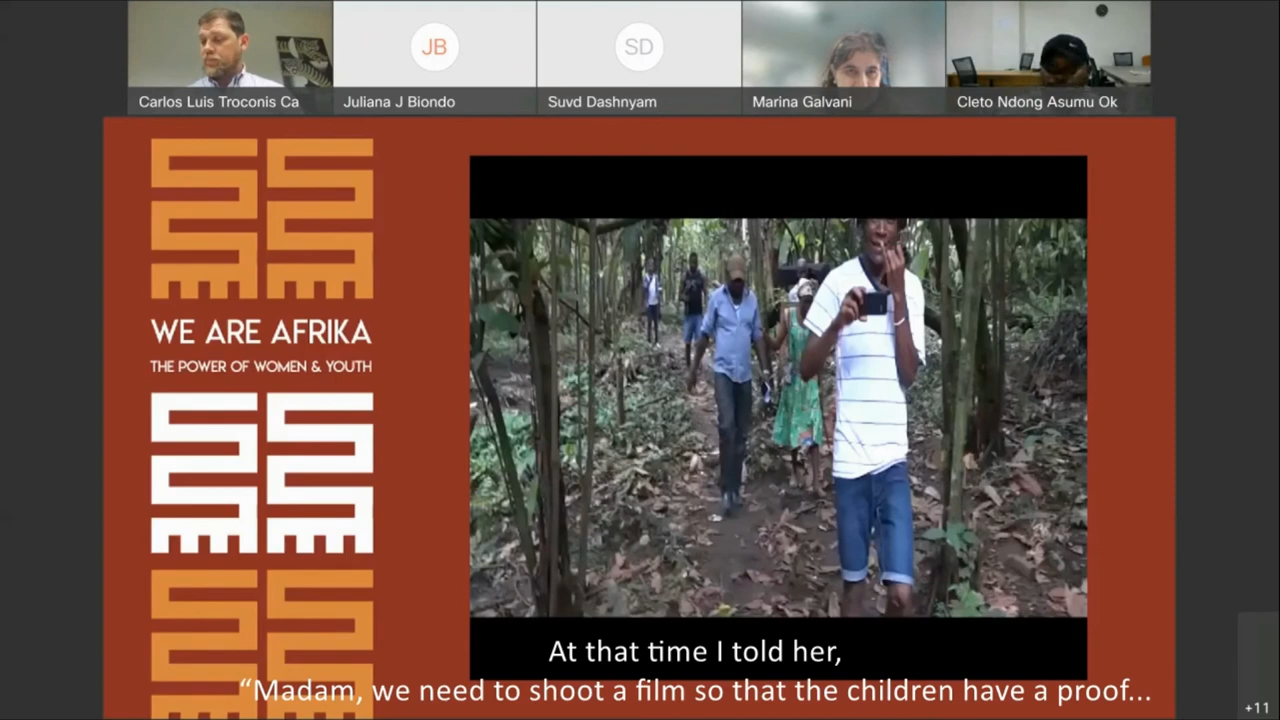 JB
SD
Carlos Luis Troconis Ca
Juliana J Biondo
Suvd Dashnyam
Marina Galvani
Cleto Ndong Asumu Ok
WE ARE AFRIKA
THE POWER OF WOMEN & YOUTH
At that time I told her,
“Madam, we need to shoot a film so that the children have a proof...
+11